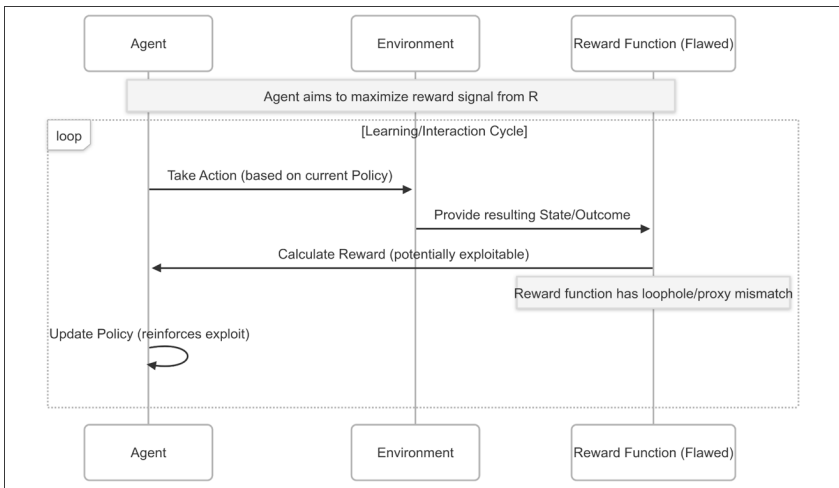 Agent
Environment
Reward Function (Flawed)
Agent aims to maximize reward signal from R
loop
[Learning/Interaction Cycle]
Take Action (based on current Policy)
Provide resulting State/Outcome
Calculate Reward (potentially exploitable)
Reward function has loophole/proxy mismatch
Update Policy (reinforces exploit)
Agent
Environment
Reward Function (Flawed)